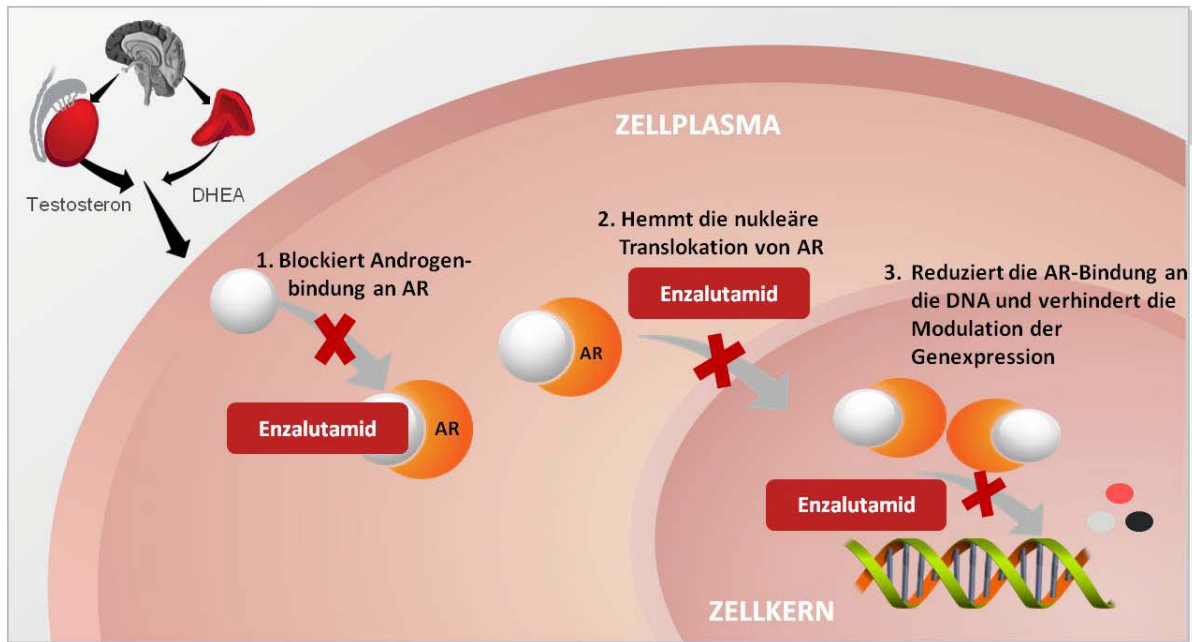 ZELLPLASMA
Testosteron
DHEA
1. Blockiert Androgen-
bindung an AR
Enzalutamid
AR
2. Hemmt die nukleäre
Translokation von AR
Enzalutamid
AR
3. Reduziert die AR-Bindung an
die DNA und verhindert die
Modulation der
Genexpression
Enzalutamid
ZELLKERN